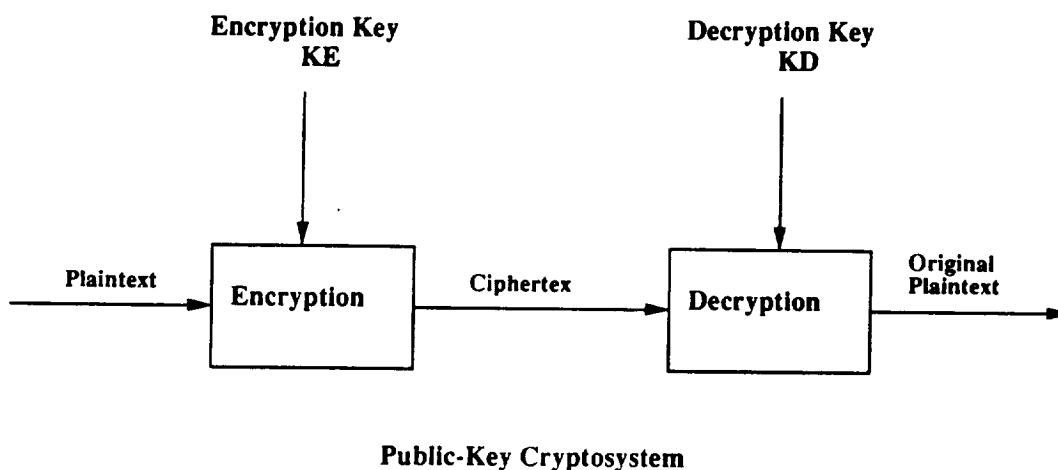 Encryption Key
KE
Decryption Key
KD
Plaintext
Encryption
Ciphertex
Decryption
Original
Plaintext
Public-Key Cryptosystem